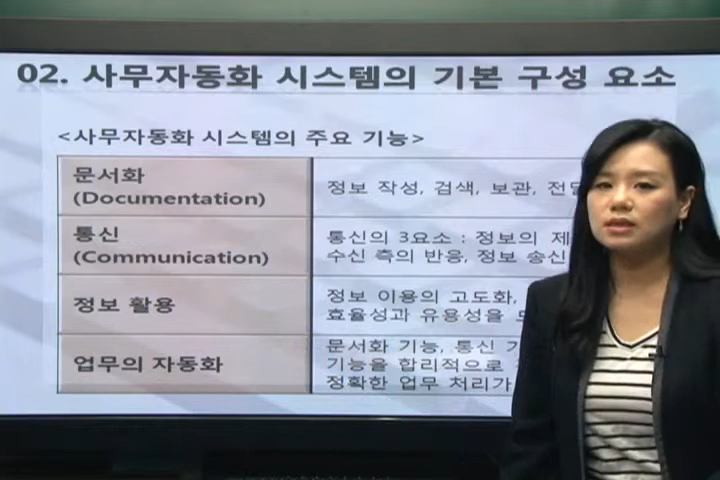 02. 사무자동화 시스템의 기본 구성 요소
<사무자동화 시스템의 주요 기능>
문서화
(Documentation)
정보 작성, 검색, 보관,
통신
(Communication)
통신의 3요소 : 정보의 제
수신 측의 반응, 정보 송신
정보 활용
정보 이용의 고도화,
효율성과 유용성을
업무의 자동화
문서화 기능, 통신
기능을 합리적으로
정확한 업무 처리가